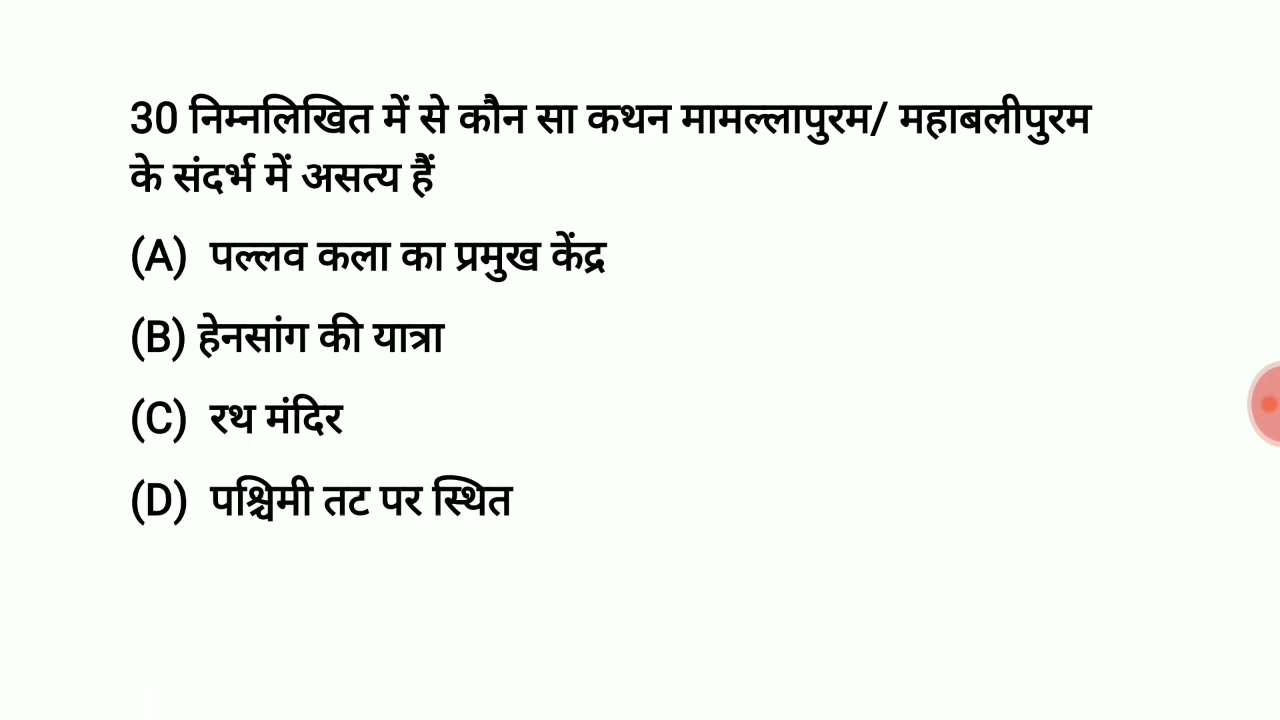 30 निम्नलिखित में से कौन सा कथन मामल्लापुरम/ महाबलीपुरम
के संदर्भ में असत्य हैं
(A) पल्लव कला का प्रमुख केंद्र
(B) हेनसांग की यात्रा
(C) रथ मंदिर
(D) पश्चिमी तट पर स्थित